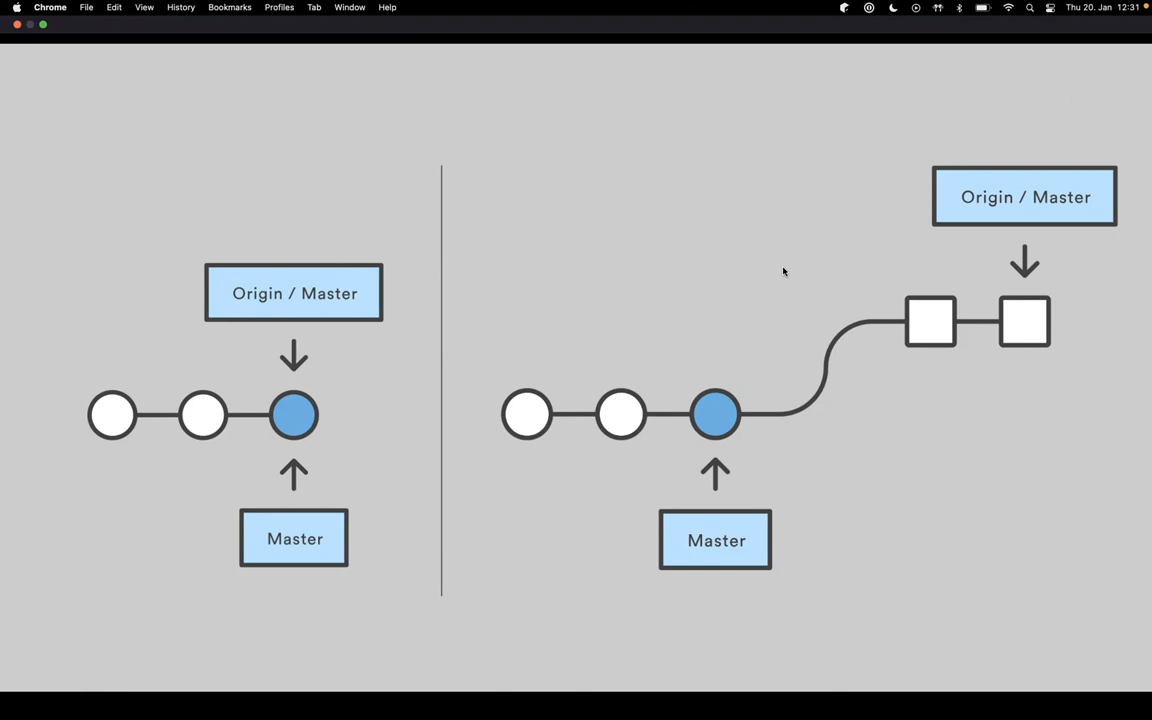 Chrome File Edit View History Bookmarks Profiles Tab Window Help Thu 20. Jan 12:31
Origin / Master
Master
Origin / Master
Master